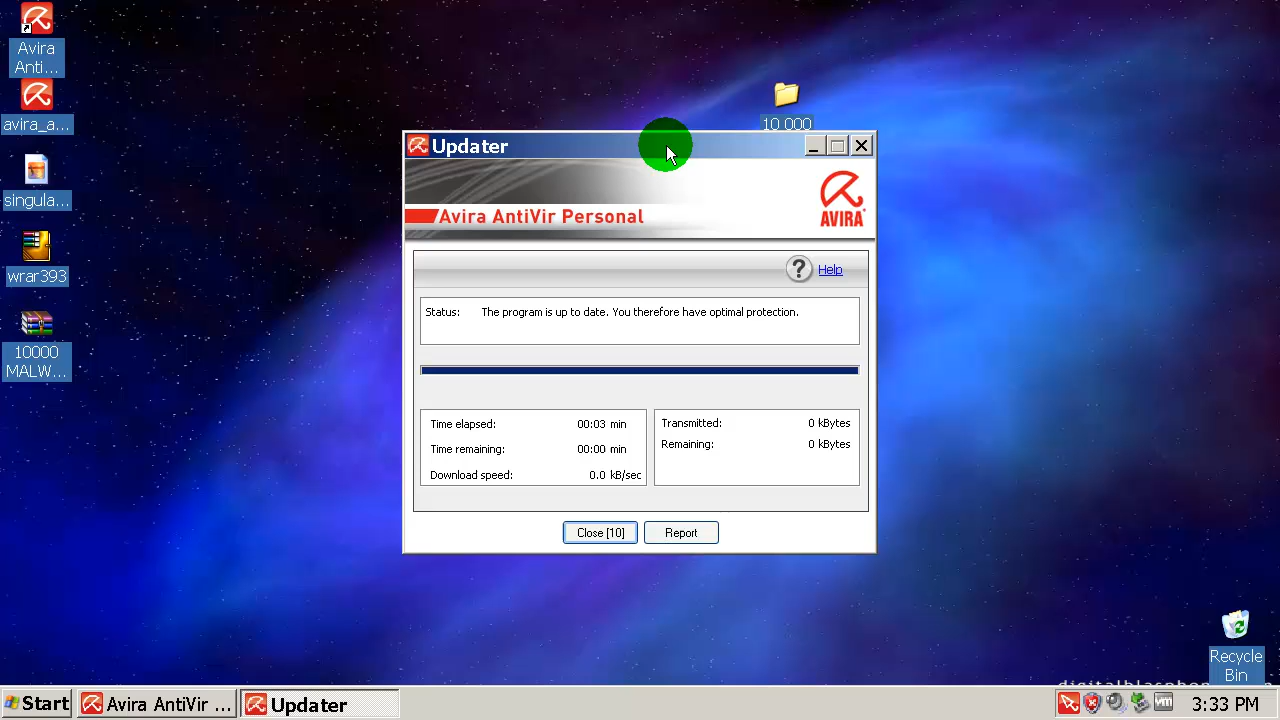 Avira
Anti...
avira_a...
singula...
wrar393
10000
MALW...
10 000
Updater
Avira AntiVir Personal
AVIRA
? Help
Status: The program is up to date. You therefore have optimal protection.
Time elapsed: 00:03 min
Time remaining: 00:00 min
Download speed: 0.0 kB/sec
Transmitted: 0 kBytes
Remaining: 0 kBytes
Close [10]
Report
Recycle
Bin
Start
Avira AntiVir ...
Updater
vm
3:33 PM